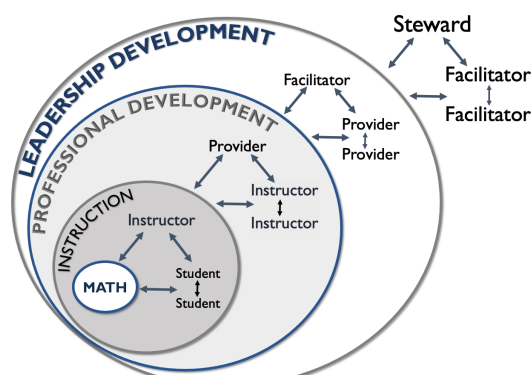 Steward
Facilitator
Facilitator
LEADERSHIP DEVELOPMENT
Facilitator
Provider
Provider
PROFESSIONAL DEVELOPMENT
Provider
Instructor
Instructor
INSTRUCTION
Instructor
MATH
Student
Student